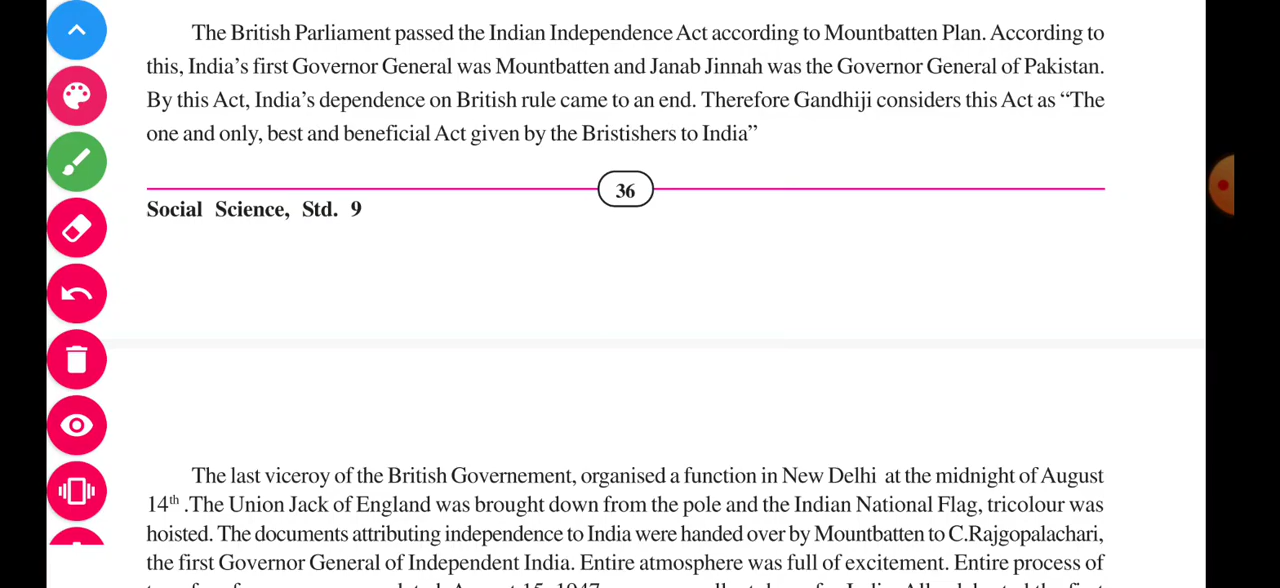 The British Parliament passed the Indian Independence Act according to Mountbatten Plan. According to
this, India's first Governor General was Mountbatten and Janab Jinnah was the Governor General of Pakistan.
By this Act, India's dependence on British rule came to an end. Therefore Gandhiji considers this Act as “The
one and only, best and beneficial Act given by the Bristishers to India”
36
Social Science, Std. 9
The last viceroy of the British Governement, organised a function in New Delhi at the midnight of August
14th .The Union Jack of England was brought down from the pole and the Indian National Flag, tricolour was
hoisted. The documents attributing independence to India were handed over by Mountbatten to C.Rajgopalachari,
the first Governor General of Independent India. Entire atmosphere was full of excitement. Entire process of